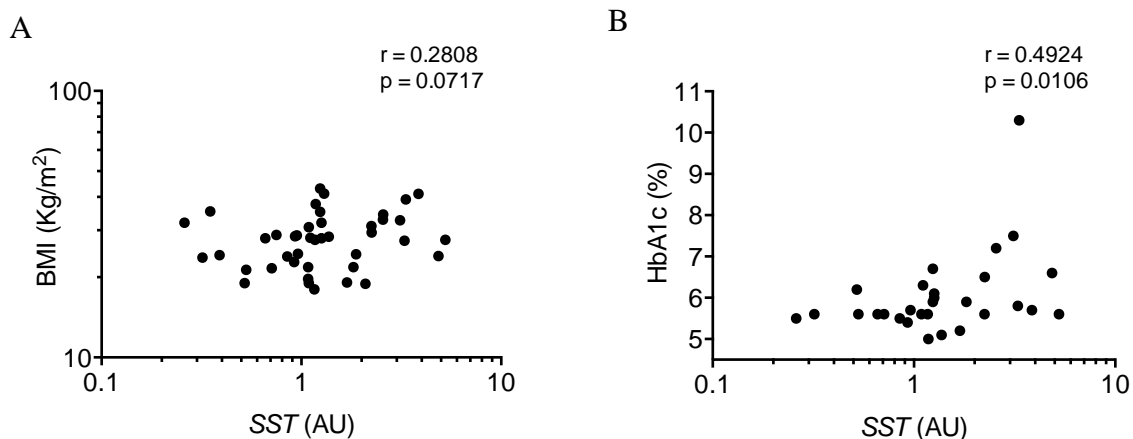 A
r = 0.2808
p = 0.0717
100
10
BMI (Kg/m²)
0.1
1
10
SST (AU)
B
r = 0.4924
p = 0.0106
11
10
9
8
7
6
5
HbA1c (%)
0.1
1
10
SST (AU)